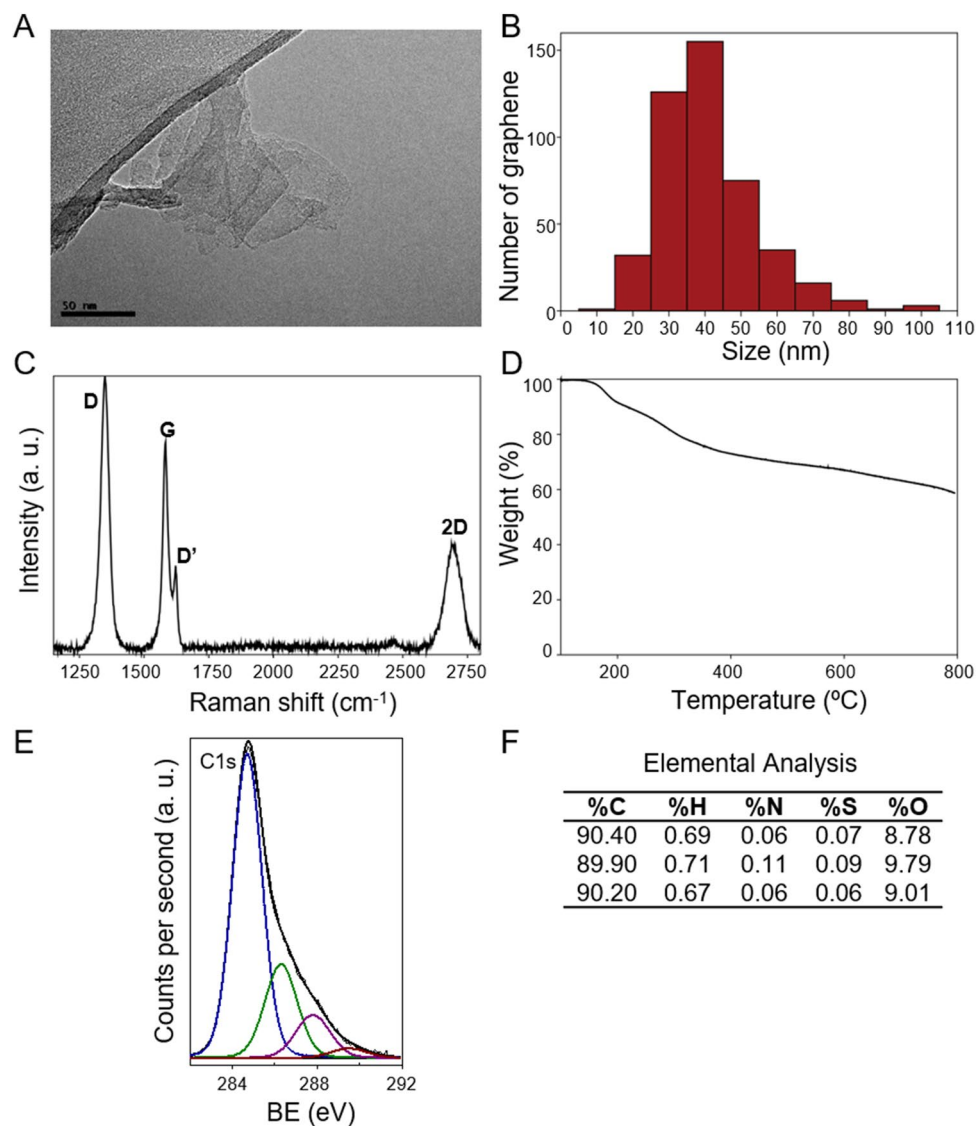 A
50 nm
B
Number of graphene
150
100
50
0
0 10 20 30 40 50 60 70 80 90 100 110
Size (nm)
C
Intensity (a. u.)
D
G
D'
2D
1250 1500 1750 2000 2250 2500 2750
Raman shift (cm-1)
D
Weight (%)
100
80
60
40
20
0
200 400 600 800
Temperature (ºC)
E
C1s
Counts per second (a. u.)
284 288 292
BE (eV)
F
Elemental Analysis
%C %H %N %S %O
90.40 0.69 0.06 0.07 8.78
89.90 0.71 0.11 0.09 9.79
90.20 0.67 0.06 0.06 9.01